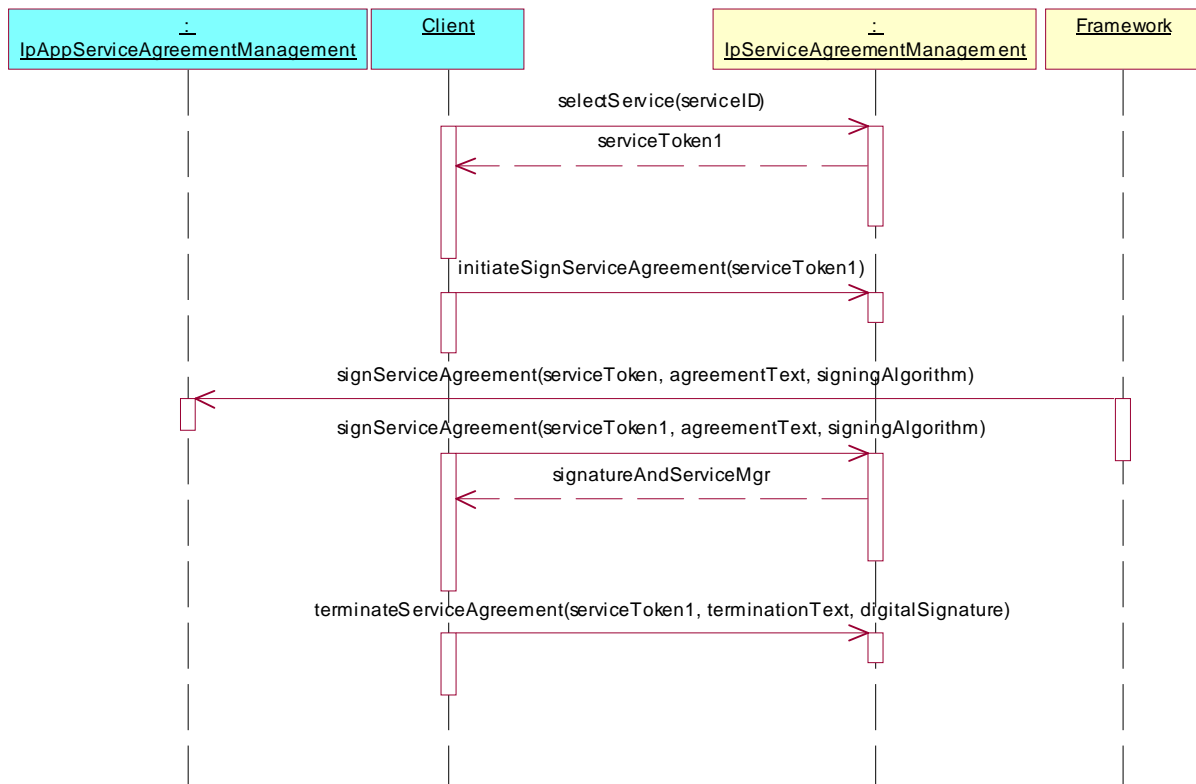 :
IpAppServiceAgreementManagement
Client
:
IpServiceAgreementManagement
Framework
selectService(serviceID)
serviceToken1
initiateSignServiceAgreement(serviceToken1)
signServiceAgreement(serviceToken, agreementText, signingAlgorithm)
signServiceAgreement(serviceToken1, agreementText, signingAlgorithm)
signatureAndServiceMgr
terminateServiceAgreement(serviceToken1, terminationText, digitalSignature)